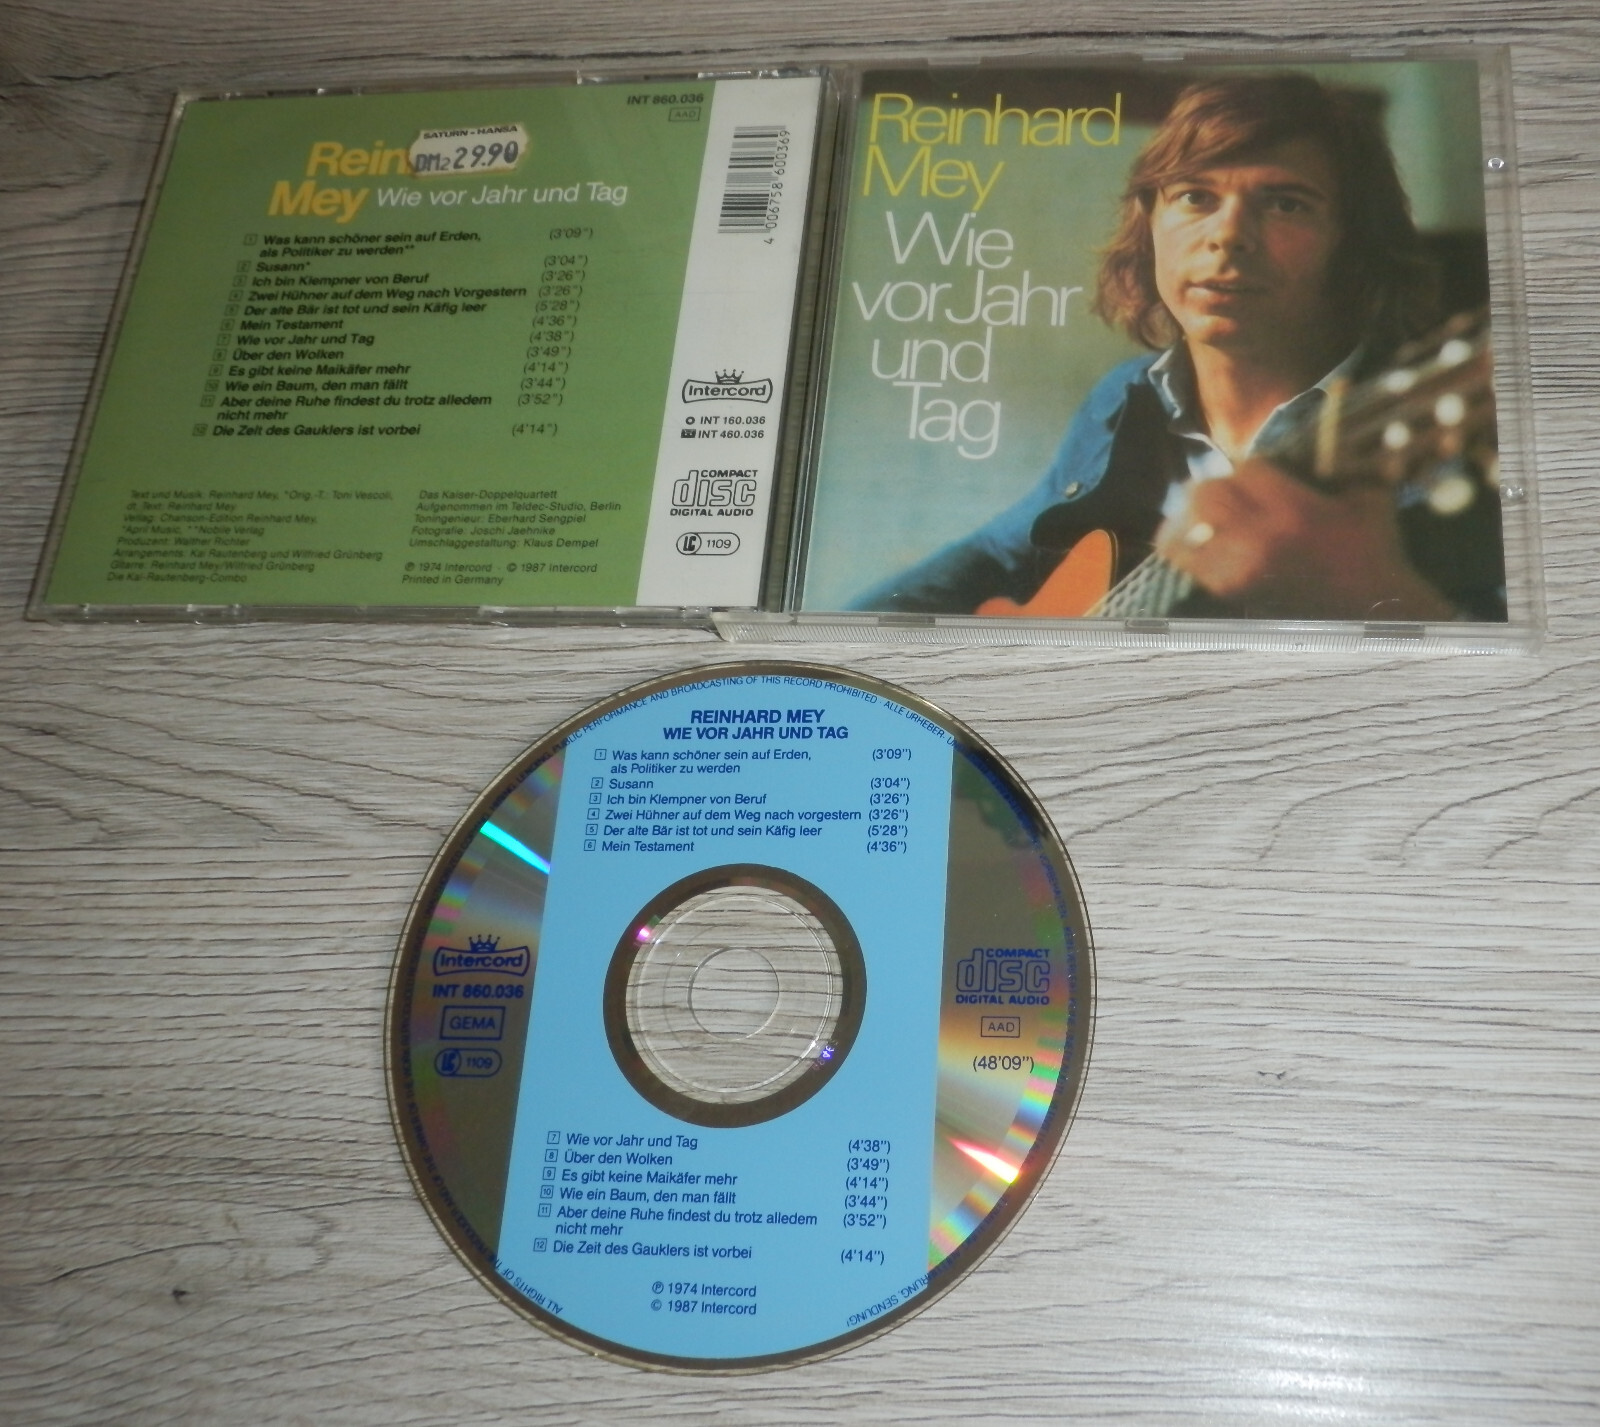 INT 860.036
AAD
SATURN-HANSA
DM 29.90
Mey Wie vor Jahr und Tag
1 Was kann schöner sein auf Erden, (3'09")
als Politiker zu werden**
2 Susann* (3'04")
3 Ich bin Klempner von Beruf (3'26")
4 Zwei Hühner auf dem Weg nach Vorgestern (3'26")
5 Der alte Bär ist tot und sein Käfig leer (5'28")
6 Mein Testament (4'36")
7 Wie vor Jahr und Tag (4'38")
8 Über den Wolken (3'49")
9 Es gibt keine Maikäfer mehr (4'14")
10 Wie ein Baum, den man fällt (3'44")
11 Aber deine Ruhe findest du trotz alledem (3'52")
nicht mehr
12 Die Zeit des Gauklers ist vorbei (4'14")
Text und Musik: Reinhard Mey, *Orig.-T.: Toni Vescoli,
dt. Text: Reinhard Mey
Verlag: Chanson-Edition Reinhard Mey,
*April Music, **Nobile Verlag
Produzent: Walther Richter
Arrangements: Kai Rautenberg und Wilfried Grünberg
Gitarre: Reinhard Mey/Wilfried Grünberg
Die Kai-Rautenberg-Combo
Das Kaiser-Doppelquartett
Aufgenommen im Teldec-Studio, Berlin
Toningenieur: Eberhard Sengpiel
Fotografie: Joschi Jaehnike
Umschlaggestaltung: Klaus Dempel
℗ 1974 Intercord · © 1987 Intercord
Printed in Germany
4 006758 600369
Intercord
INT 160.036
INT 460.036
COMPACT
disc
DIGITAL AUDIO
LC 1109
Reinhard
Mey
Wie
vor Jahr
und
Tag
PUBLIC PERFORMANCE AND BROADCASTING OF THIS RECORD PROHIBITED · ALLE URHEBER-
REINHARD MEY
WIE VOR JAHR UND TAG
1 Was kann schöner sein auf Erden, (3'09")
als Politiker zu werden
2 Susann (3'04")
3 Ich bin Klempner von Beruf (3'26")
4 Zwei Hühner auf dem Weg nach vorgestern (3'26")
5 Der alte Bär ist tot und sein Käfig leer (5'28")
6 Mein Testament (4'36")
Intercord
INT 860.036
GEMA
LC 1109
COMPACT
disc
DIGITAL AUDIO
AAD
(48'09")
7 Wie vor Jahr und Tag (4'38")
8 Über den Wolken (3'49")
9 Es gibt keine Maikäfer mehr (4'14")
10 Wie ein Baum, den man fällt (3'44")
11 Aber deine Ruhe findest du trotz alledem (3'52")
nicht mehr
12 Die Zeit des Gauklers ist vorbei (4'14")
℗ 1974 Intercord
© 1987 Intercord
ALL RIGHTS OF THE
SENDUNG!